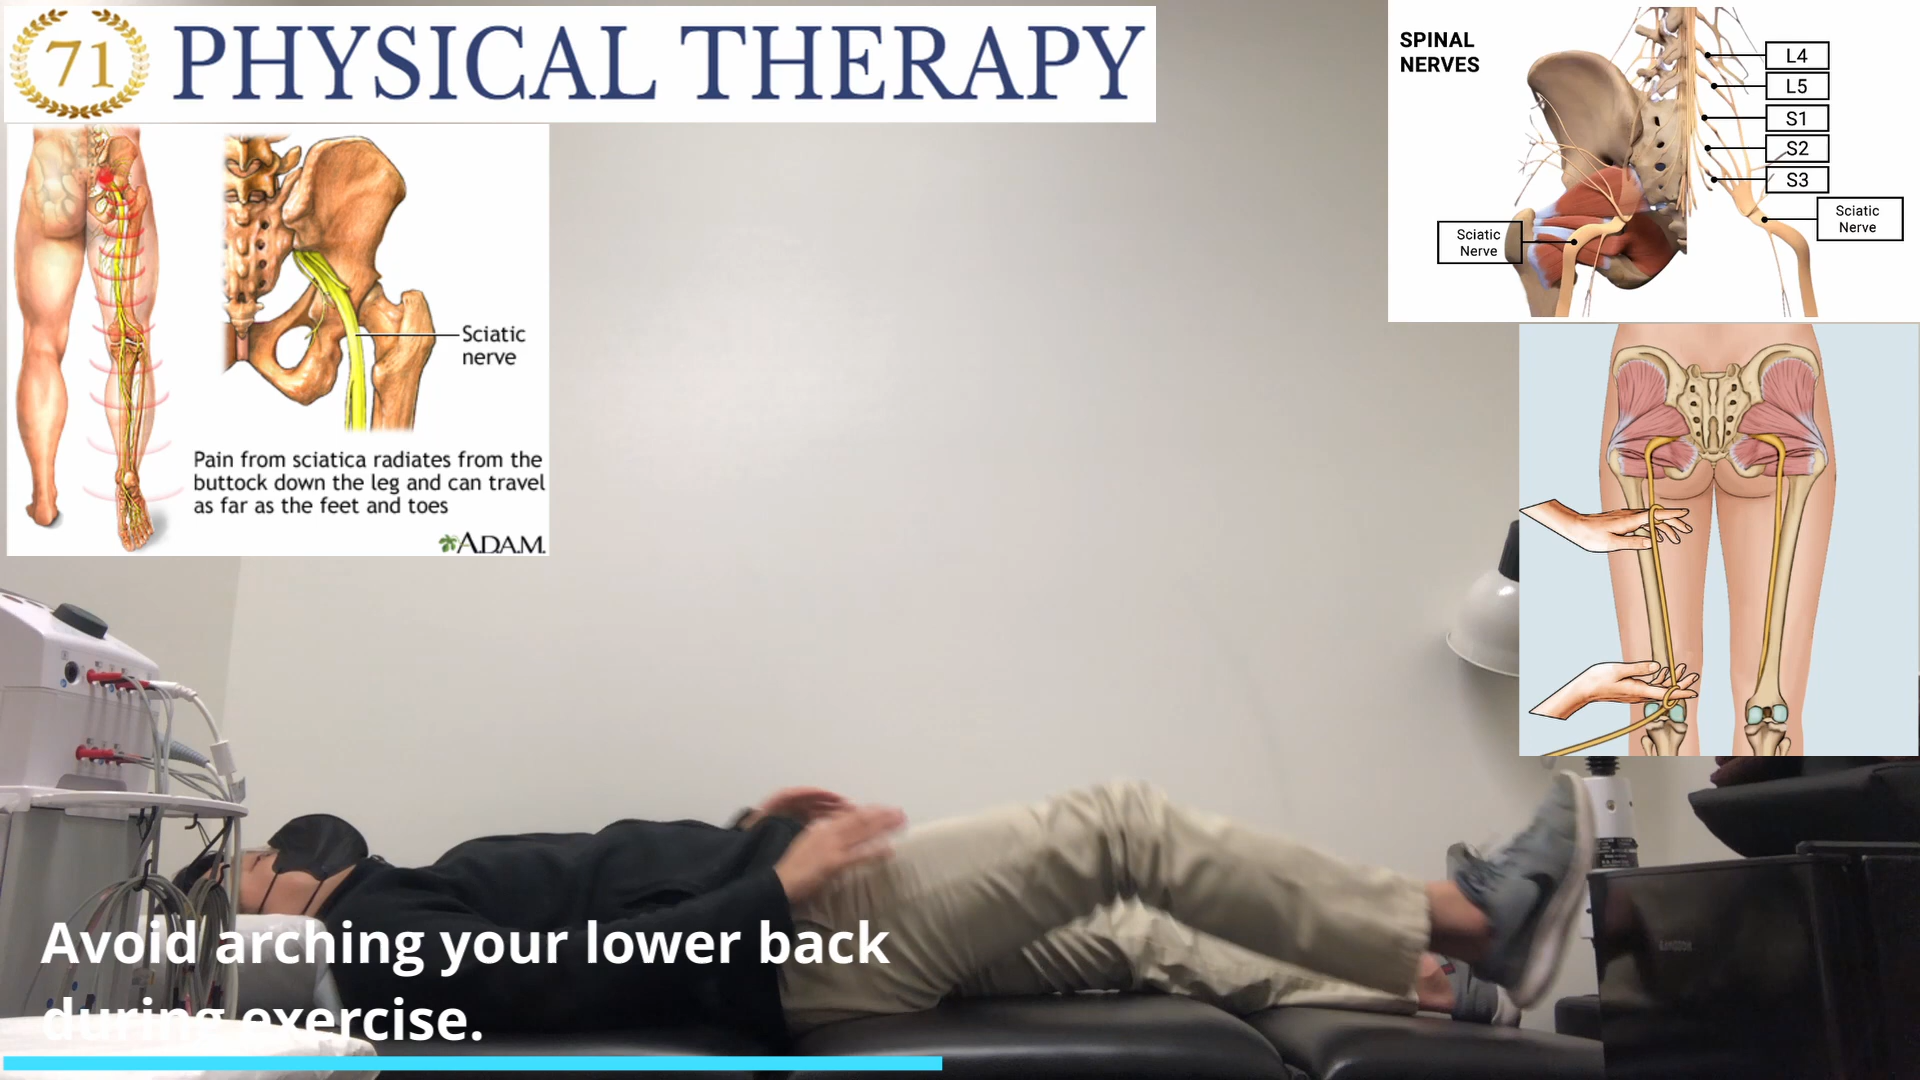 71 PHYSICAL THERAPY
SPINAL
NERVES
L4
L5
S1
S2
S3
Sciatic
Nerve
Sciatic
Nerve
Sciatic
nerve
Pain from sciatica radiates from the
buttock down the leg and can travel
as far as the feet and toes
A.D.A.M.
Avoid arching your lower back
during exercise.